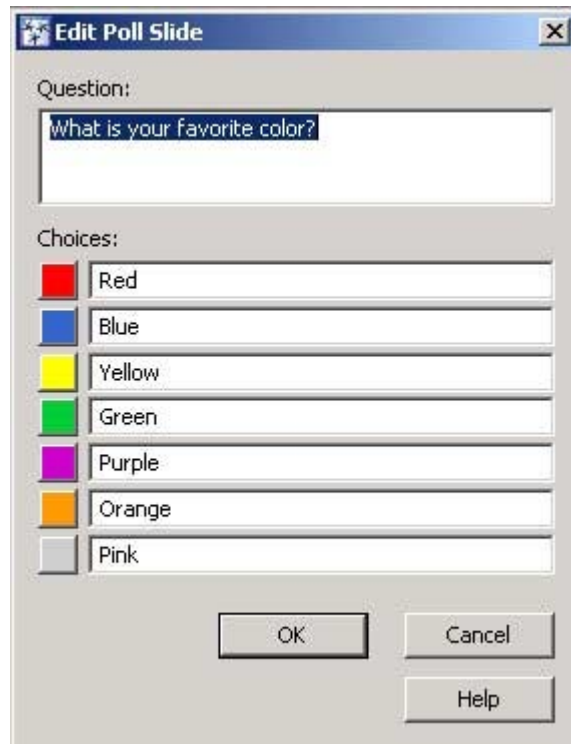 Edit Poll Slide
Question:
What is your favorite color?
Choices:
Red
Blue
Yellow
Green
Purple
Orange
Pink
OK Cancel
Help